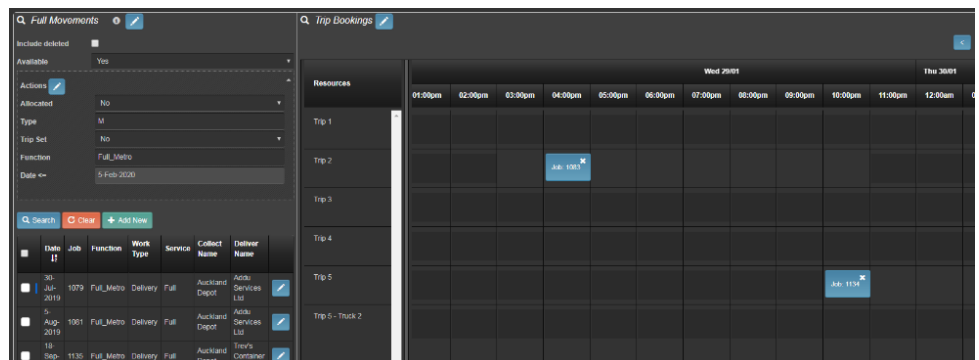 Full Movements
Include deleted
Available Yes
Actions
Allocated No
Type M
Trip Set No
Function Full_Metro
Date <= 5-Feb-2020
Search Clear + Add New
Date Job Function Work Type Service Collect Name Deliver Name
30-Jul-2019 1079 Full_Metro Delivery Full Auckland Depot Addu Services Ltd
5-Aug-2019 1081 Full_Metro Delivery Full Auckland Depot Addu Services Ltd
18-Sep- 1135 Full_Metro Delivery Full Auckland Trev's Container
Trip Bookings
<
Resources
Wed 29/01 Thu 30/01
01:00pm 02:00pm 03:00pm 04:00pm 05:00pm 06:00pm 07:00pm 08:00pm 09:00pm 10:00pm 11:00pm 12:00am
Trip 1
Trip 2 Job: 1083
Trip 3
Trip 4
Trip 5 Job: 1134
Trip 5 - Truck 2